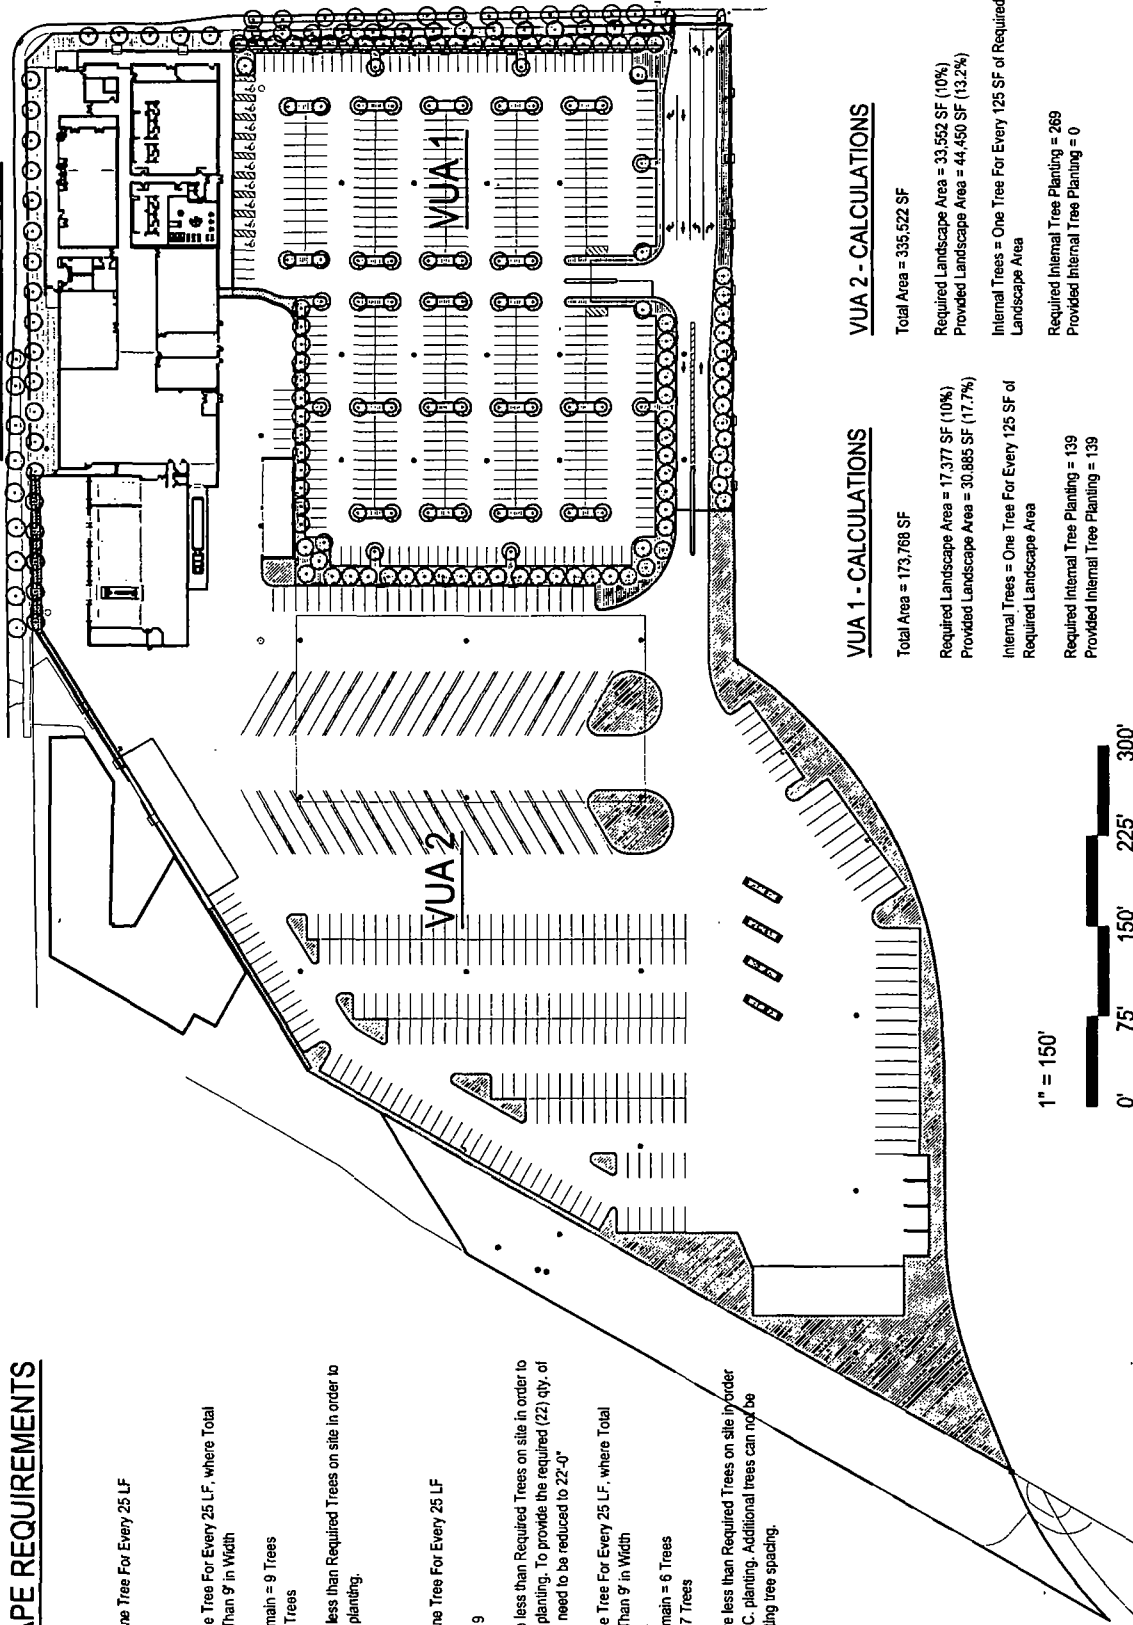 APE REQUIREMENTS
ne Tree For Every 25 LF
e Tree For Every 25 LF, where Total
Than 9' in Width
main = 9 Trees
Trees
less than Required Trees on site in order to
planting.
ne Tree For Every 25 LF
9
less than Required Trees on site in order to
planting. To provide the required (22) qty. of
need to be reduced to 22'-0"
e Tree For Every 25 LF, where Total
Than 9' in Width
main = 6 Trees
7 Trees
e less than Required Trees on site in order
C. planting. Additional trees can not be
ting tree spacing.
VUA 1
VUA 2
1" = 150'
0' 75' 150' 225' 300'
VUA 1 - CALCULATIONS
Total Area = 173,768 SF
Required Landscape Area = 17,377 SF (10%)
Provided Landscape Area = 30,885 SF (17.7%)
Internal Trees = One Tree For Every 125 SF of
Required Landscape Area
Required Internal Tree Planting = 139
Provided Internal Tree Planting = 139
VUA 2 - CALCULATIONS
Total Area = 335,522 SF
Required Landscape Area = 33,552 SF (10%)
Provided Landscape Area = 44,450 SF (13.2%)
Internal Trees = One Tree For Every 125 SF of Required
Landscape Area
Required Internal Tree Planting = 269
Provided Internal Tree Planting = 0